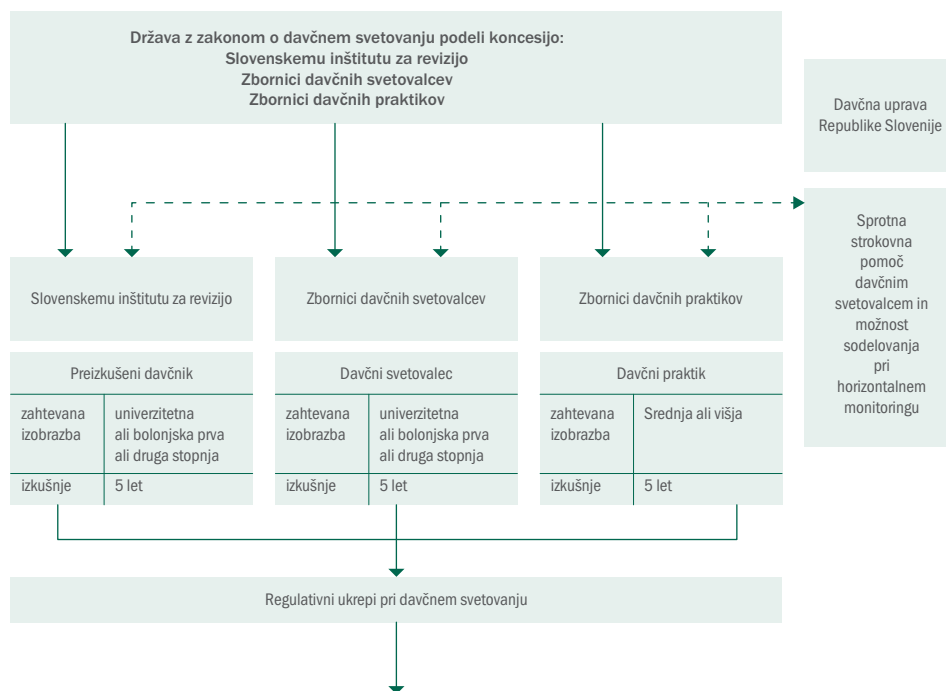 Država z zakonom o davčnem svetovanju podeli koncesijo:
Slovenskemu inštitutu za revizijo
Zbornici davčnih svetovalcev
Zbornici davčnih praktikov
Davčna uprava
Republike Slovenije
Sprotna
strokovna
pomoč
davčnim
svetovalcem in
možnost
sodelovanja
pri
horizontalnem
monitoringu
Slovenskemu inštitutu za revizijo
Zbornici davčnih svetovalcev
Zbornici davčnih praktikov
Preizkušeni davčnik
zahtevana
izobrazba
univerzitetna
ali bolonjska prva
ali druga stopnja
izkušnje
5 let
Davčni svetovalec
zahtevana
izobrazba
univerzitetna
ali bolonjska prva
ali druga stopnja
izkušnje
5 let
Davčni praktik
zahtevana
izobrazba
Srednja ali višja
izkušnje
5 let
Regulativni ukrepi pri davčnem svetovanju